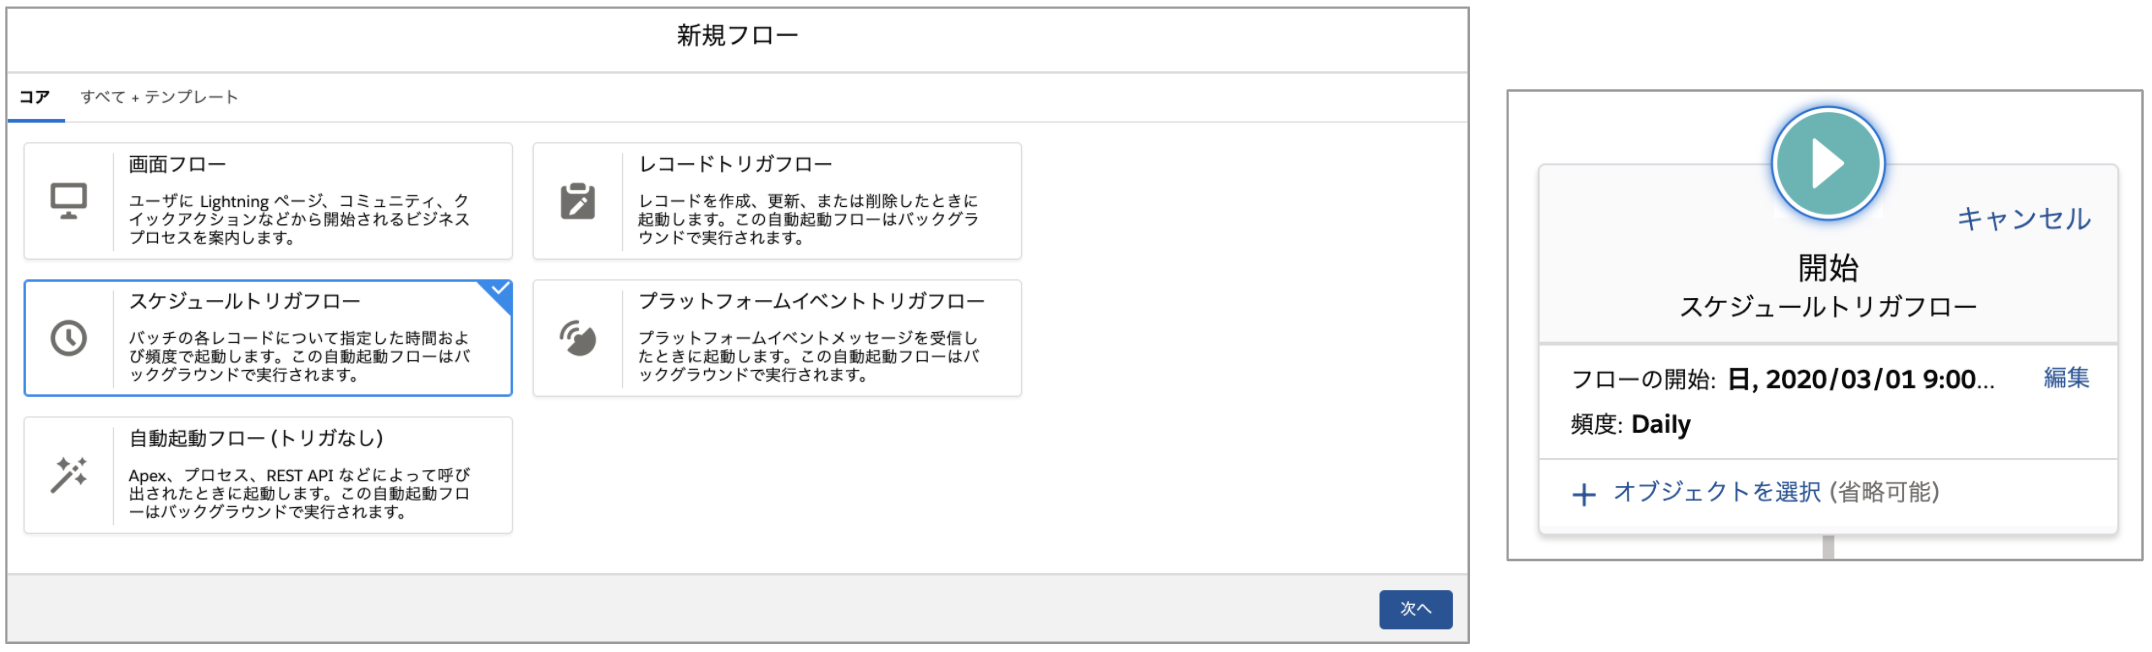 新規フロー
コア
すべて + テンプレート
画面フロー
ユーザに Lightning ページ、コミュニティ、ク
イックアクションなどから開始されるビジネス
プロセスを案内します。
レコードトリガフロー
レコードを作成、更新、または削除したときに
起動します。この自動起動フローはバックグラ
ウンドで実行されます。
スケジュールトリガフロー
バッチの各レコードについて指定した時間およ
び頻度で起動します。この自動起動フローはバ
ックグラウンドで実行されます。
プラットフォームイベントトリガフロー
プラットフォームイベントメッセージを受信し
たときに起動します。この自動起動フローはバ
ックグラウンドで実行されます。
自動起動フロー (トリガなし)
Apex、プロセス、REST API などによって呼び
出されたときに起動します。この自動起動フロ
ーはバックグラウンドで実行されます。
次へ
キャンセル
開始
スケジュールトリガフロー
フローの開始: 日, 2020/03/01 9:00... 編集
頻度: Daily
+ オブジェクトを選択 (省略可能)